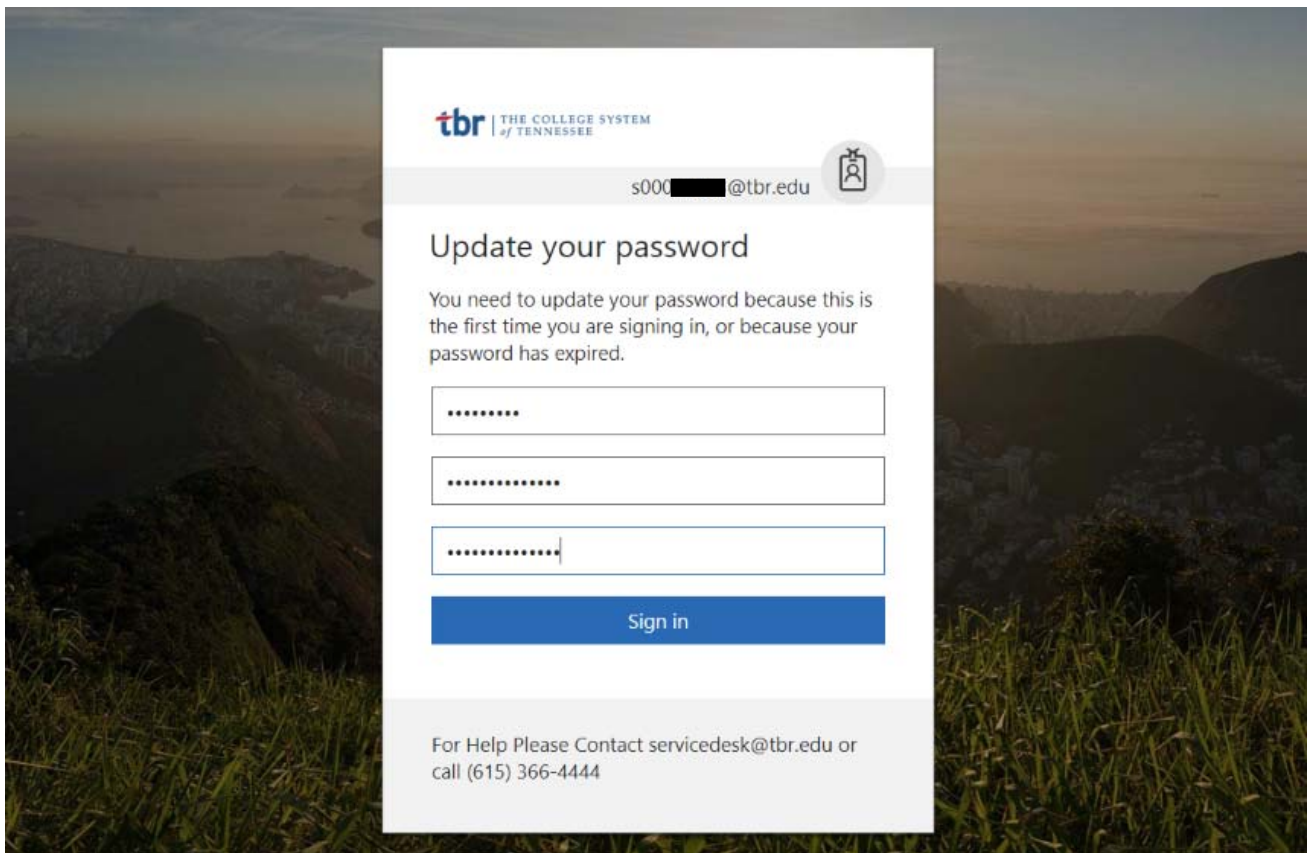 tbr | THE COLLEGE SYSTEM
of TENNESSEE
s000 @tbr.edu
Update your password
You need to update your password because this is
the first time you are signing in, or because your
password has expired.
•••••••••
••••••••••••••
••••••••••••••
Sign in
For Help Please Contact servicedesk@tbr.edu or
call (615) 366-4444